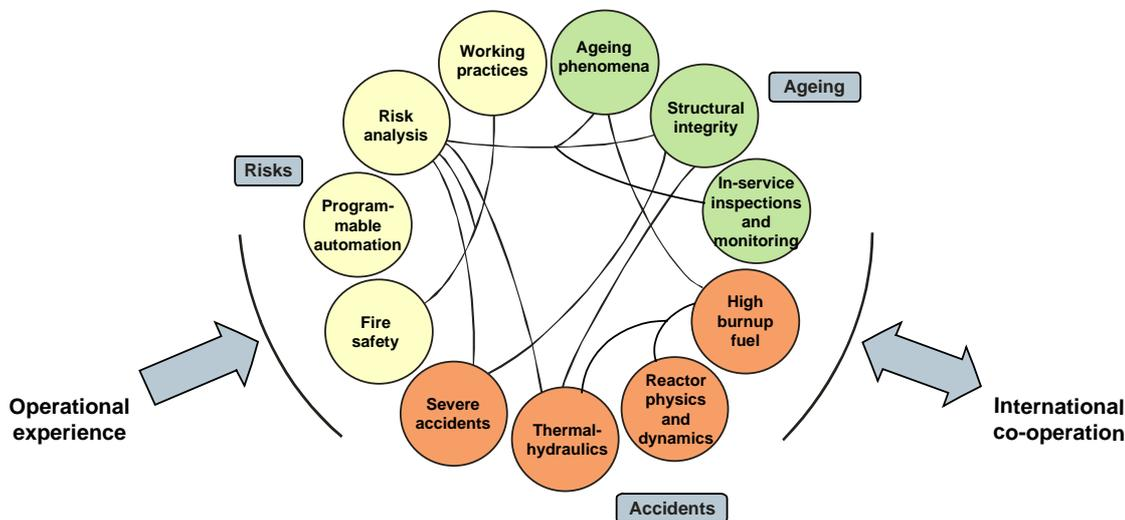 Working
practices
Ageing
phenomena
Ageing
Risk
analysis
Structural
integrity
Risks
Program-
mable
automation
In-service
inspections
and
monitoring
Fire
safety
High
burnup
fuel
Severe
accidents
Thermal-
hydraulics
Reactor
physics
and
dynamics
Operational
experience
International
co-operation
Accidents